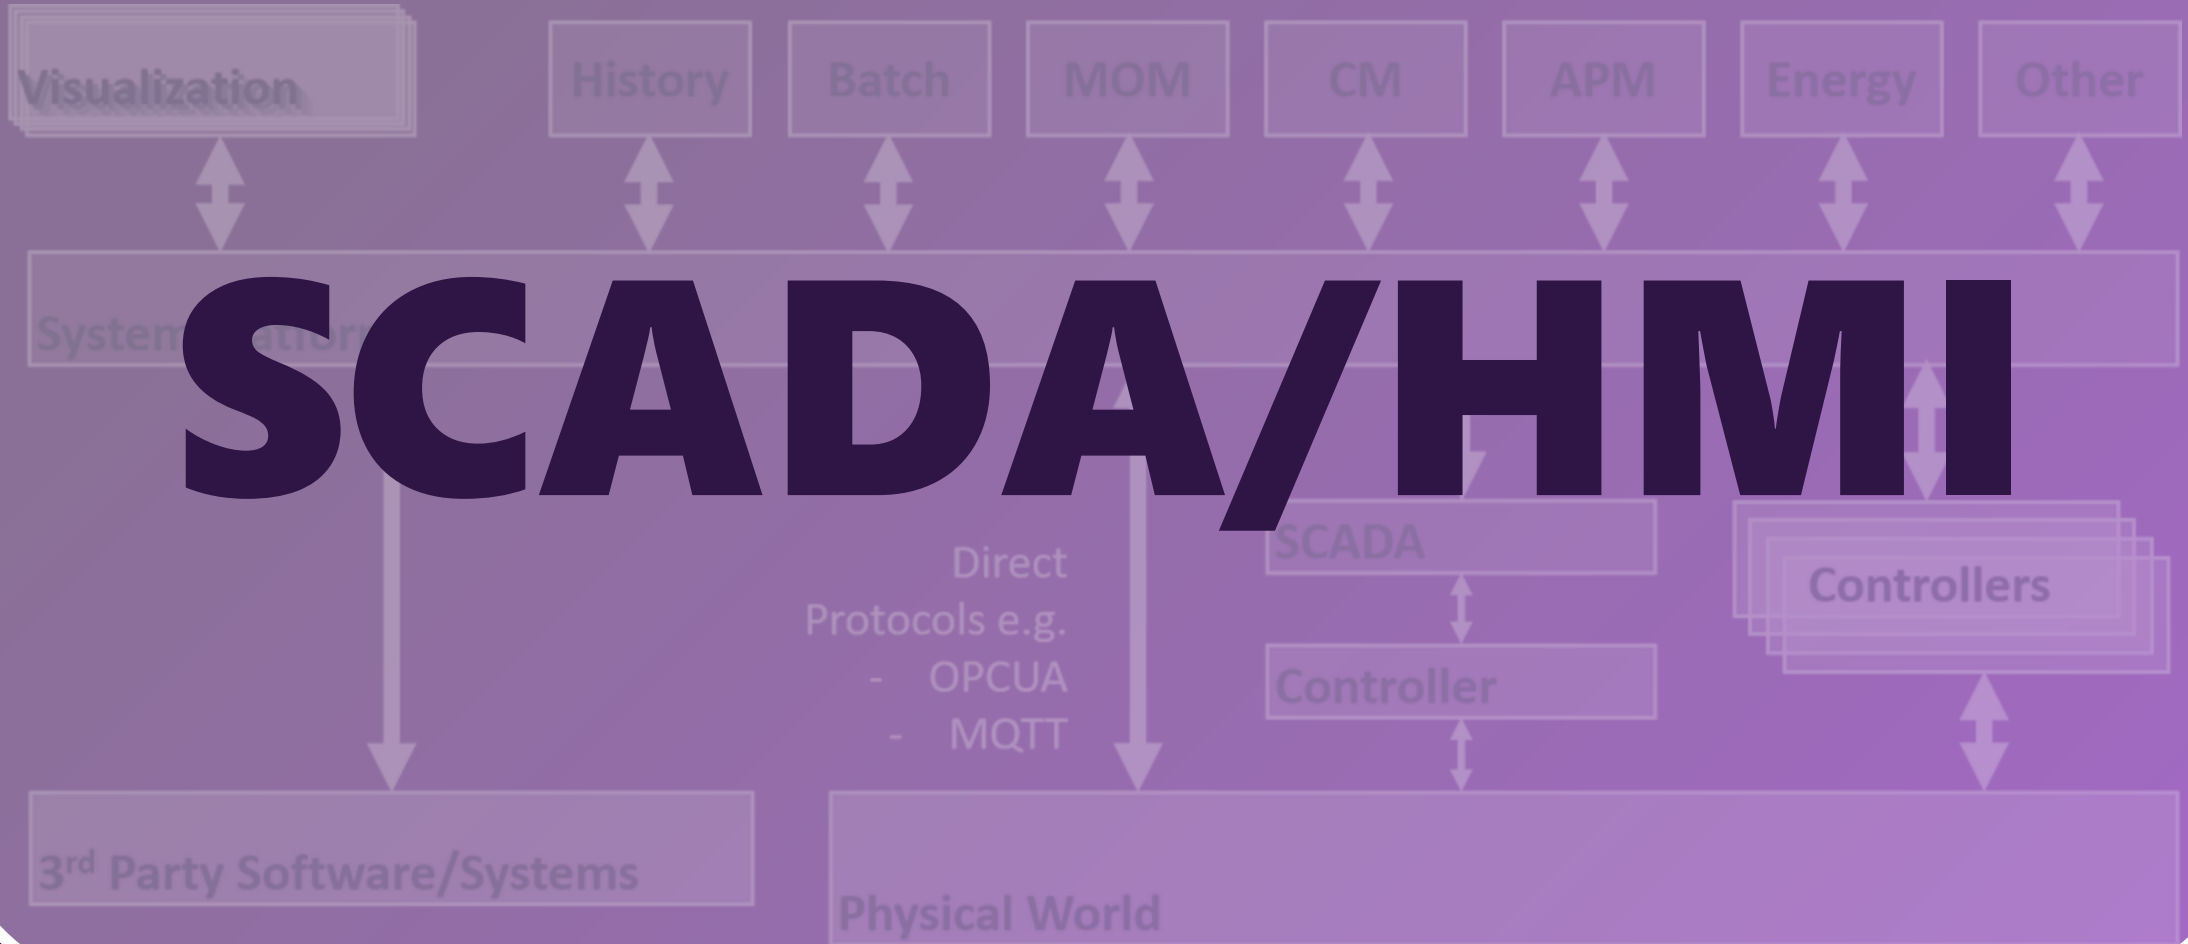 Visualization
History
Batch
MOM
CM
APM
Energy
Other
System
SCADA/HMI
Direct
Protocols e.g.
- OPCUA
- MQTT
SCADA
Controller
Controllers
3rd Party Software/Systems
Physical World